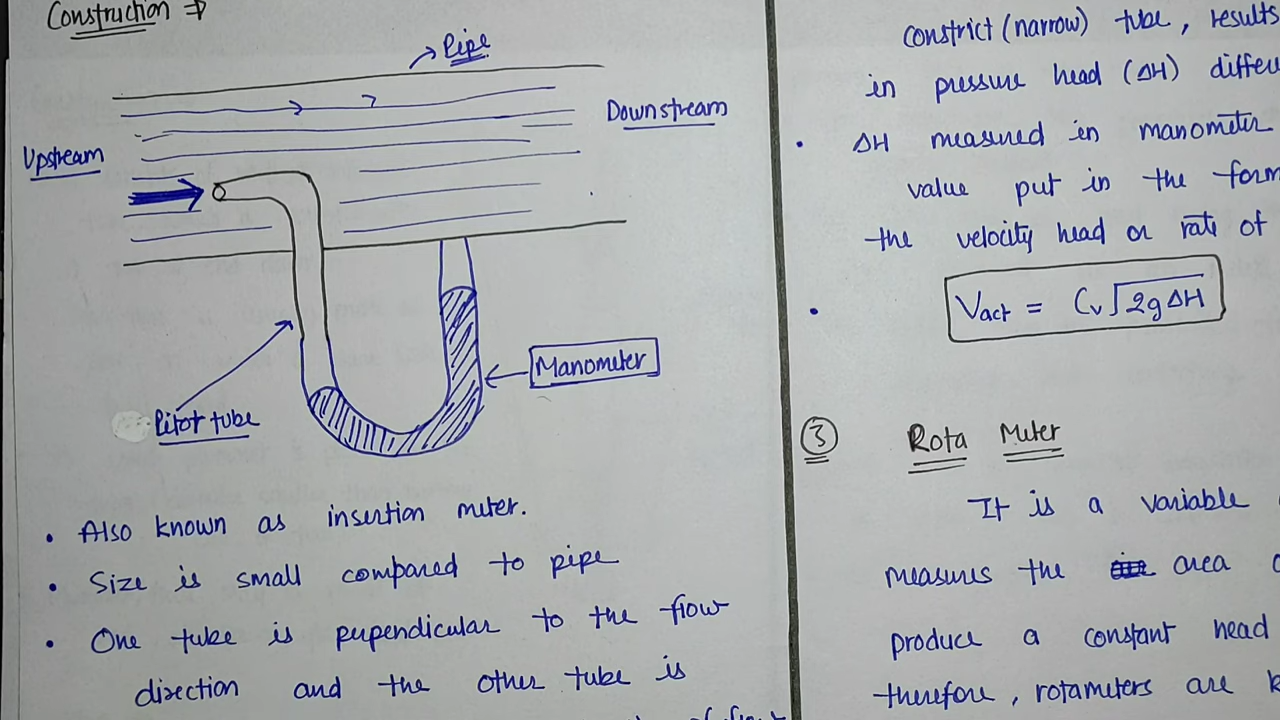 Construction ⇒
Pipe
Downstream
Upstream
Pitot tube
Manometer
• Also known as insertion meter.
• Size is small compared to pipe
• One tube is perpendicular to the flow
direction and the other tube is
of flow
constrict (narrow) tube, results
in pressure head (ΔH) differe
• ΔH measured in manometer
value put in the form
the velocity head or rate of
• Vact = Cv√2gΔH
③ Rota Meter
It is a variable
measures the area
produce a constant head
therefore, rotameters are k